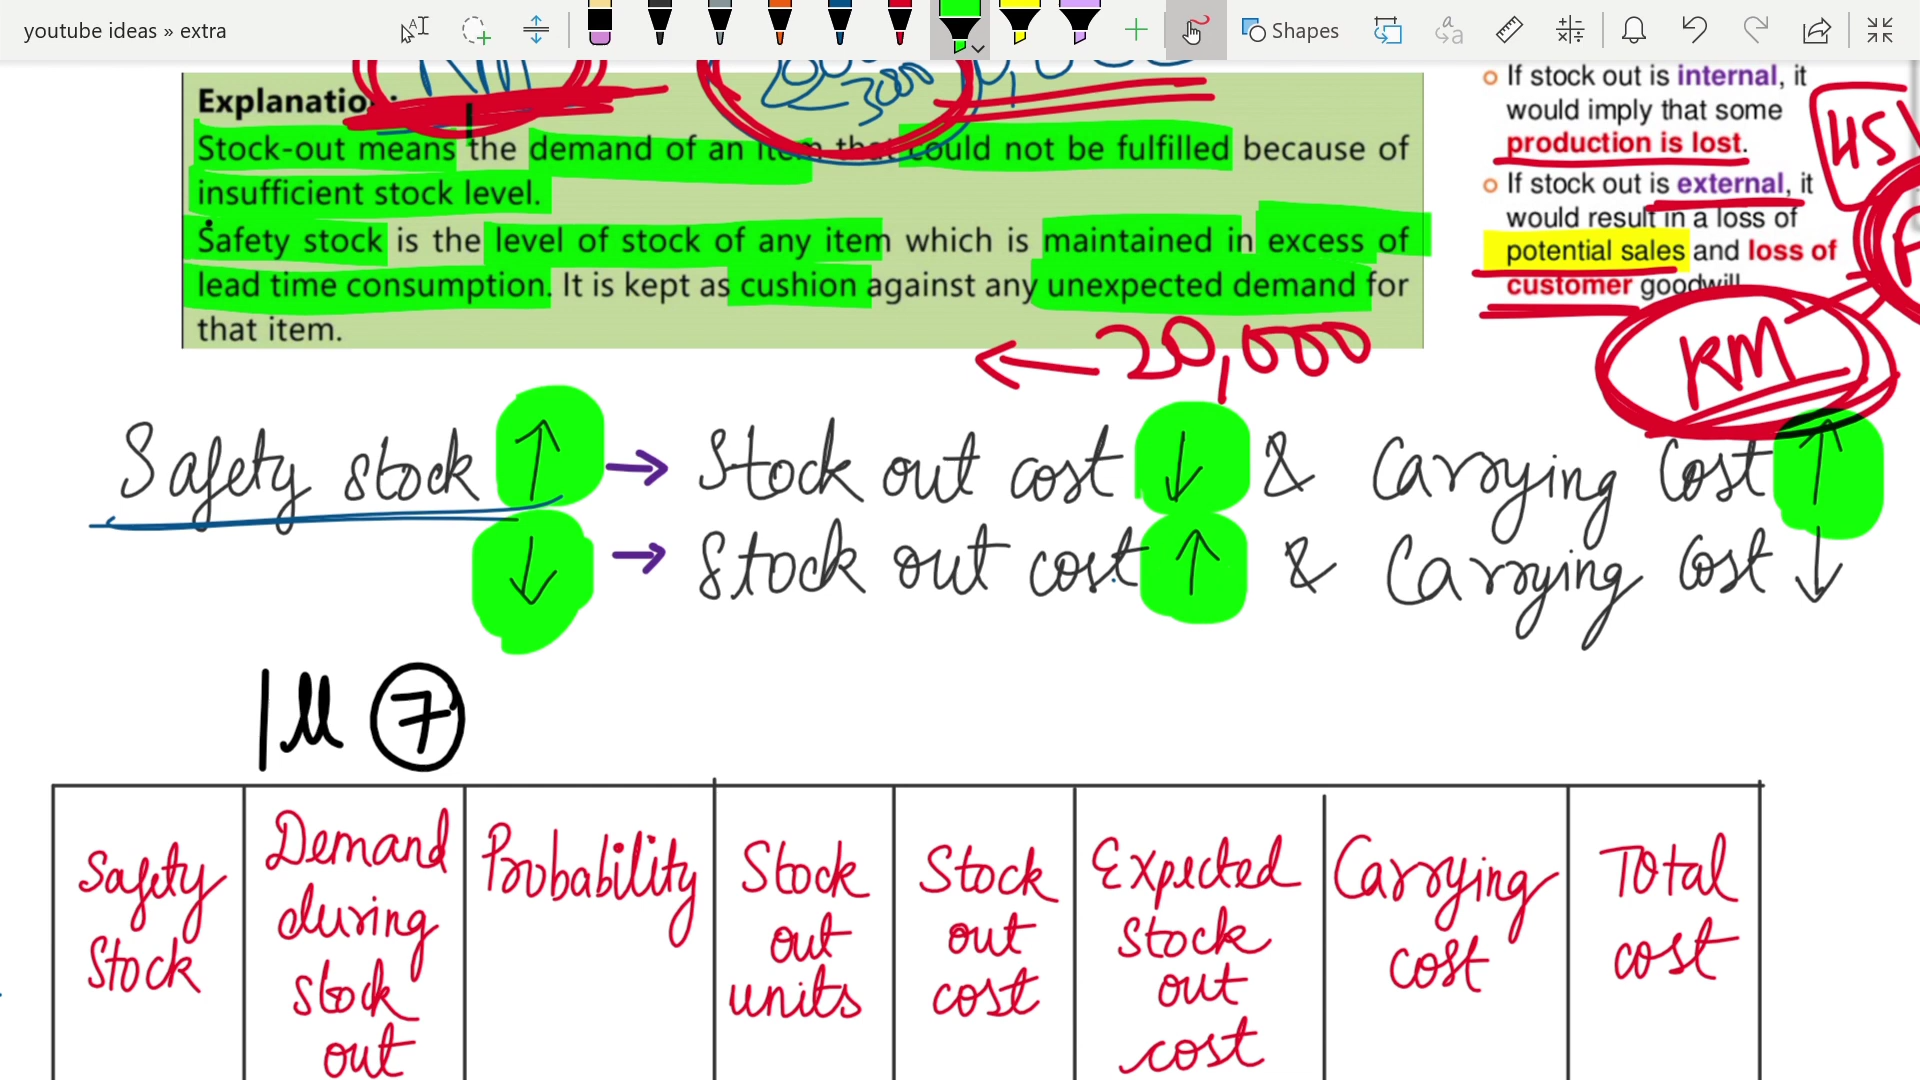 youtube ideas » extra
Shapes
Explanation:
Stock-out means the demand of an item that could not be fulfilled because of
insufficient stock level.
Safety stock is the level of stock of any item which is maintained in excess of
lead time consumption. It is kept as cushion against any unexpected demand for
that item.
3000
If stock out is internal, it
would imply that some
production is lost.
If stock out is external, it
would result in a loss of
potential sales and loss of
customer goodwill
RM
20,000
Safety stock ↑ → Stock out cost ↓ & Carrying Cost ↑
↓ → Stock out cost ↑ & Carrying Cost ↓
7
Safety
Stock
Demand
during
stock
out
Probability
Stock
out
units
Stock
out
cost
Expected
Stock
out
cost
Carrying
cost
Total
cost